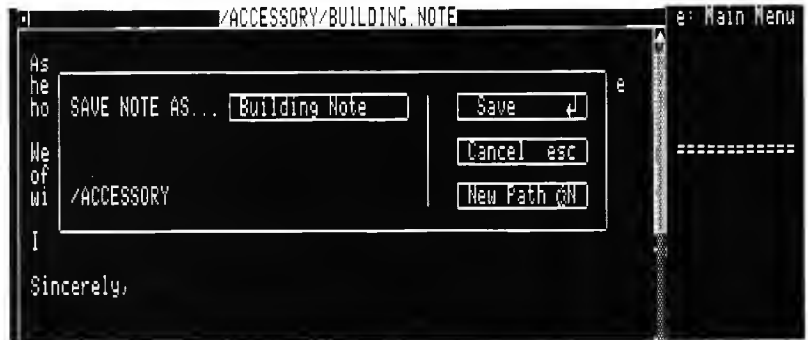 /ACCESSORY/BUILDING.NOTE
e: Main Menu
As
he e
ho SAVE NOTE AS... Building Note Save ↲
We Cancel esc ============
of
wi /ACCESSORY New Path N
I
Sincerely,